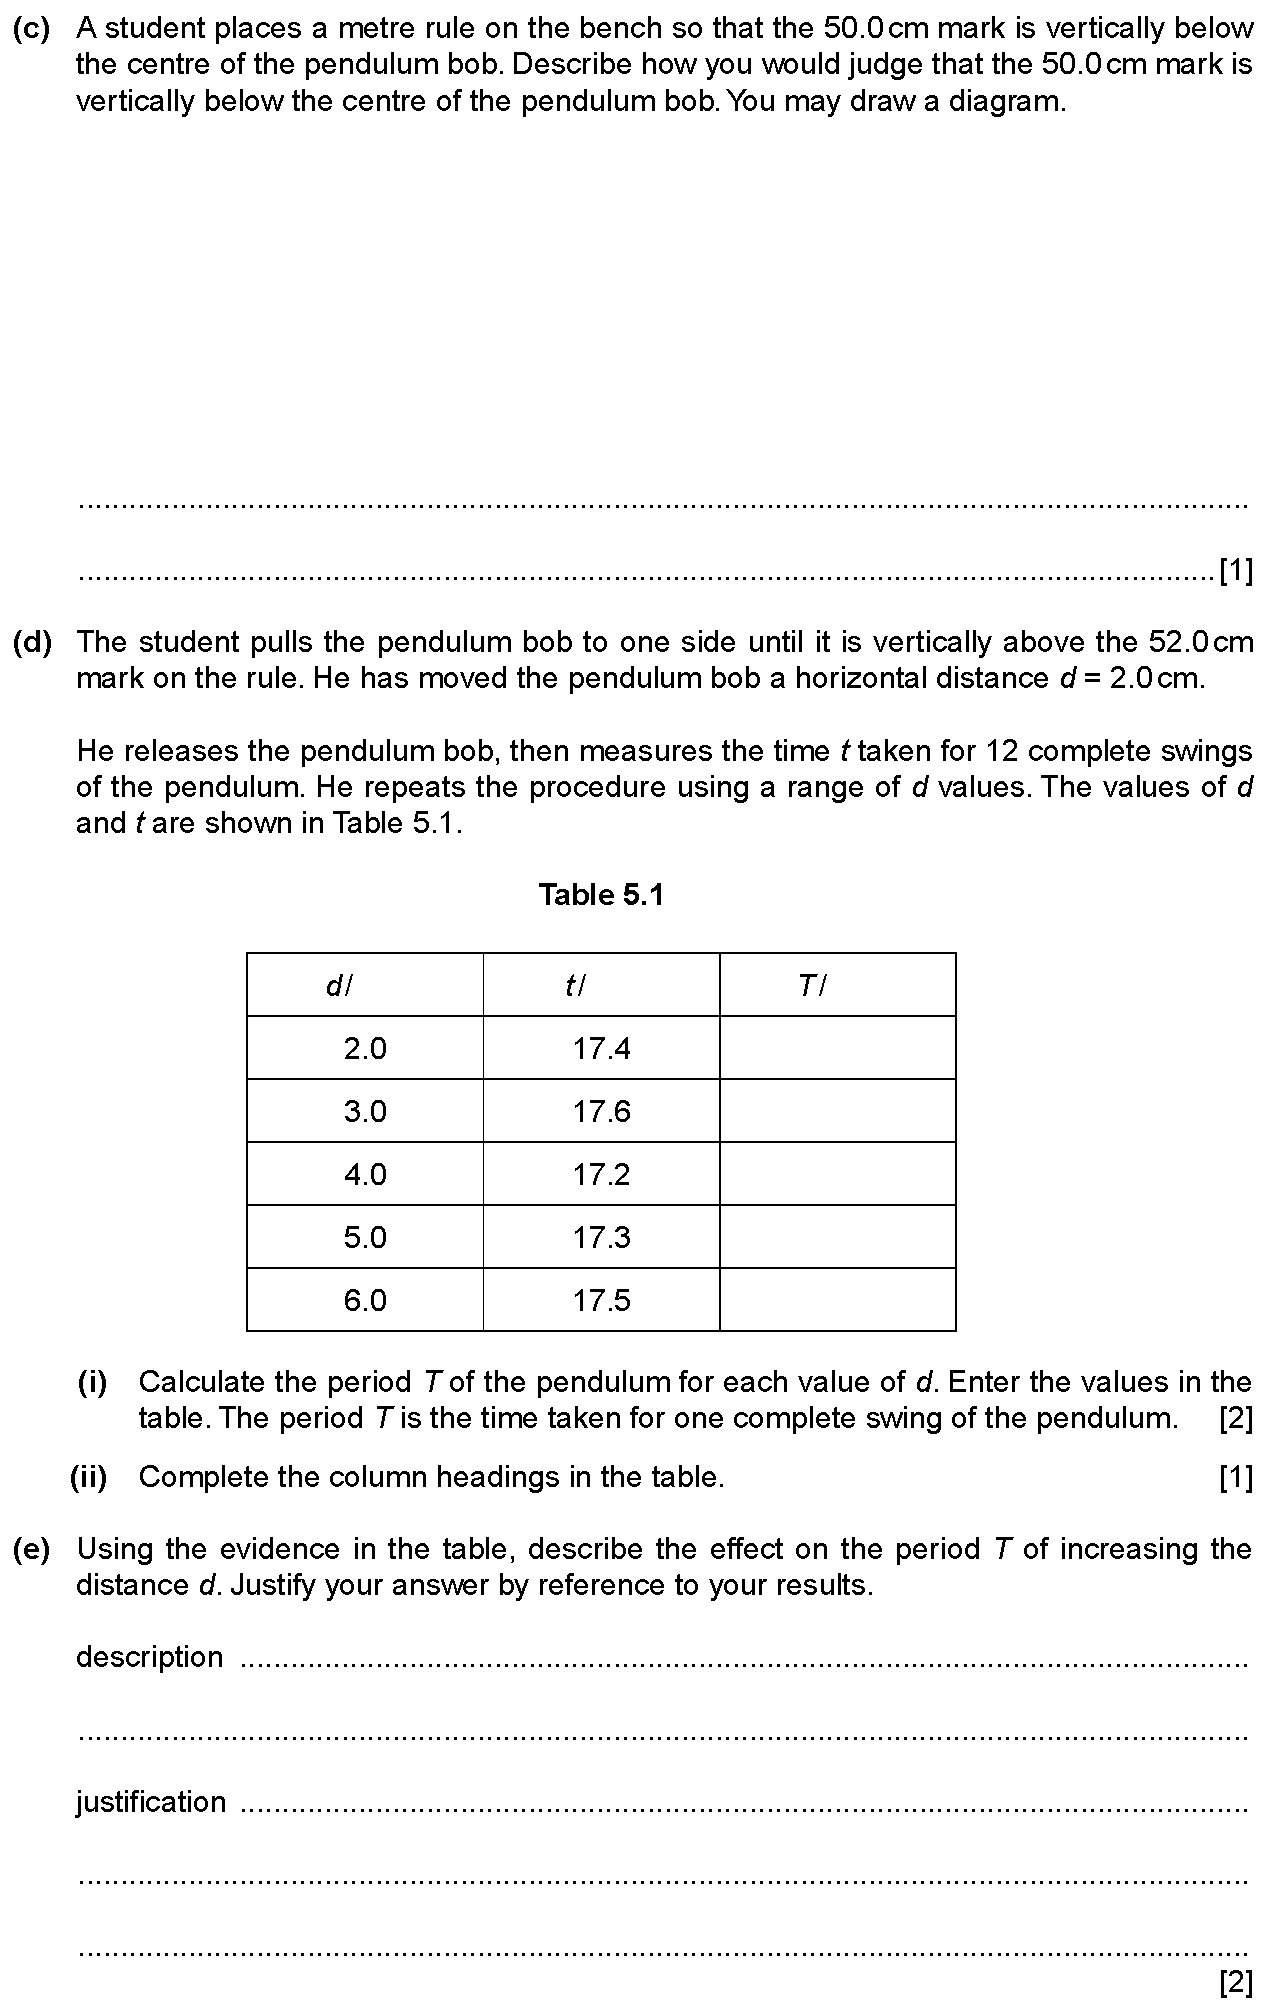 (c) A student places a metre rule on the bench so that the 50.0 cm mark is vertically below
the centre of the pendulum bob. Describe how you would judge that the 50.0 cm mark is
vertically below the centre of the pendulum bob. You may draw a diagram.
..........................................................................................................................................
......................................................................................................................................[1]
(d) The student pulls the pendulum bob to one side until it is vertically above the 52.0 cm
mark on the rule. He has moved the pendulum bob a horizontal distance d = 2.0 cm.
He releases the pendulum bob, then measures the time t taken for 12 complete swings
of the pendulum. He repeats the procedure using a range of d values. The values of d
and t are shown in Table 5.1.
Table 5.1
d / t / T /
2.0 17.4
3.0 17.6
4.0 17.2
5.0 17.3
6.0 17.5
(i) Calculate the period T of the pendulum for each value of d. Enter the values in the
table. The period T is the time taken for one complete swing of the pendulum. [2]
(ii) Complete the column headings in the table. [1]
(e) Using the evidence in the table, describe the effect on the period T of increasing the
distance d. Justify your answer by reference to your results.
description .......................................................................................................................
..........................................................................................................................................
justification .......................................................................................................................
..........................................................................................................................................
..........................................................................................................................................
[2]